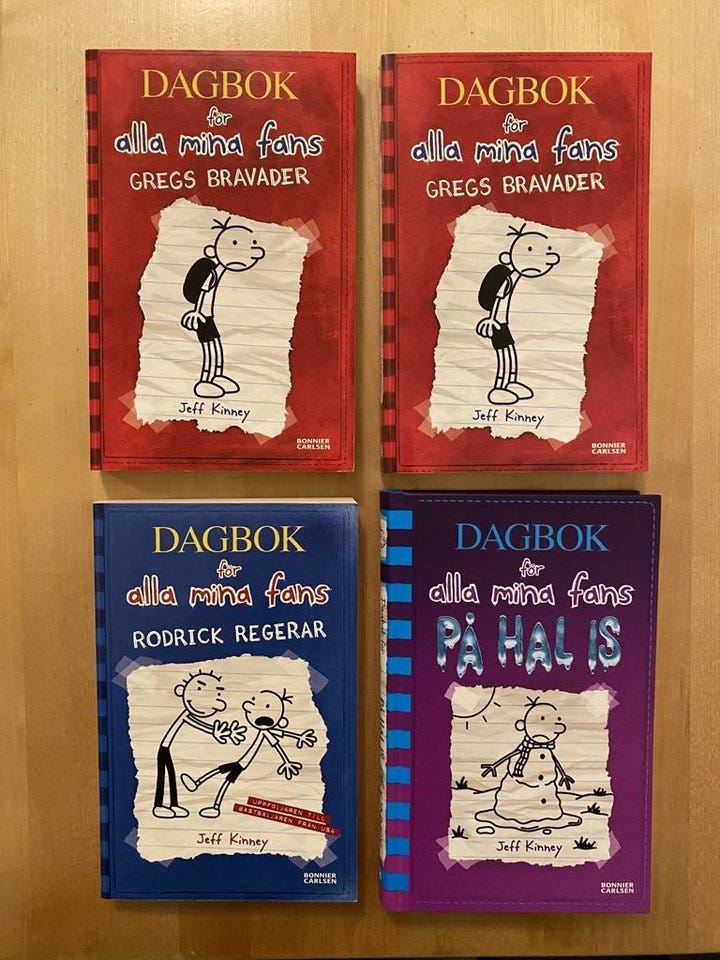 DAGBOK
för
alla mina fans
GREGS BRAVADER
Jeff Kinney
BONNIER
CARLSEN
DAGBOK
för
alla mina fans
GREGS BRAVADER
Jeff Kinney
BONNIER
CARLSEN
DAGBOK
för
alla mina fans
RODRICK REGERAR
UPPFÖLJAREN TILL
BÄSTSÄLJAREN FRÅN USA
Jeff Kinney
BONNIER
CARLSEN
DAGBOK
för
alla mina fans
PÅ HAL IS
Jeff Kinney
BONNIER
CARLSEN